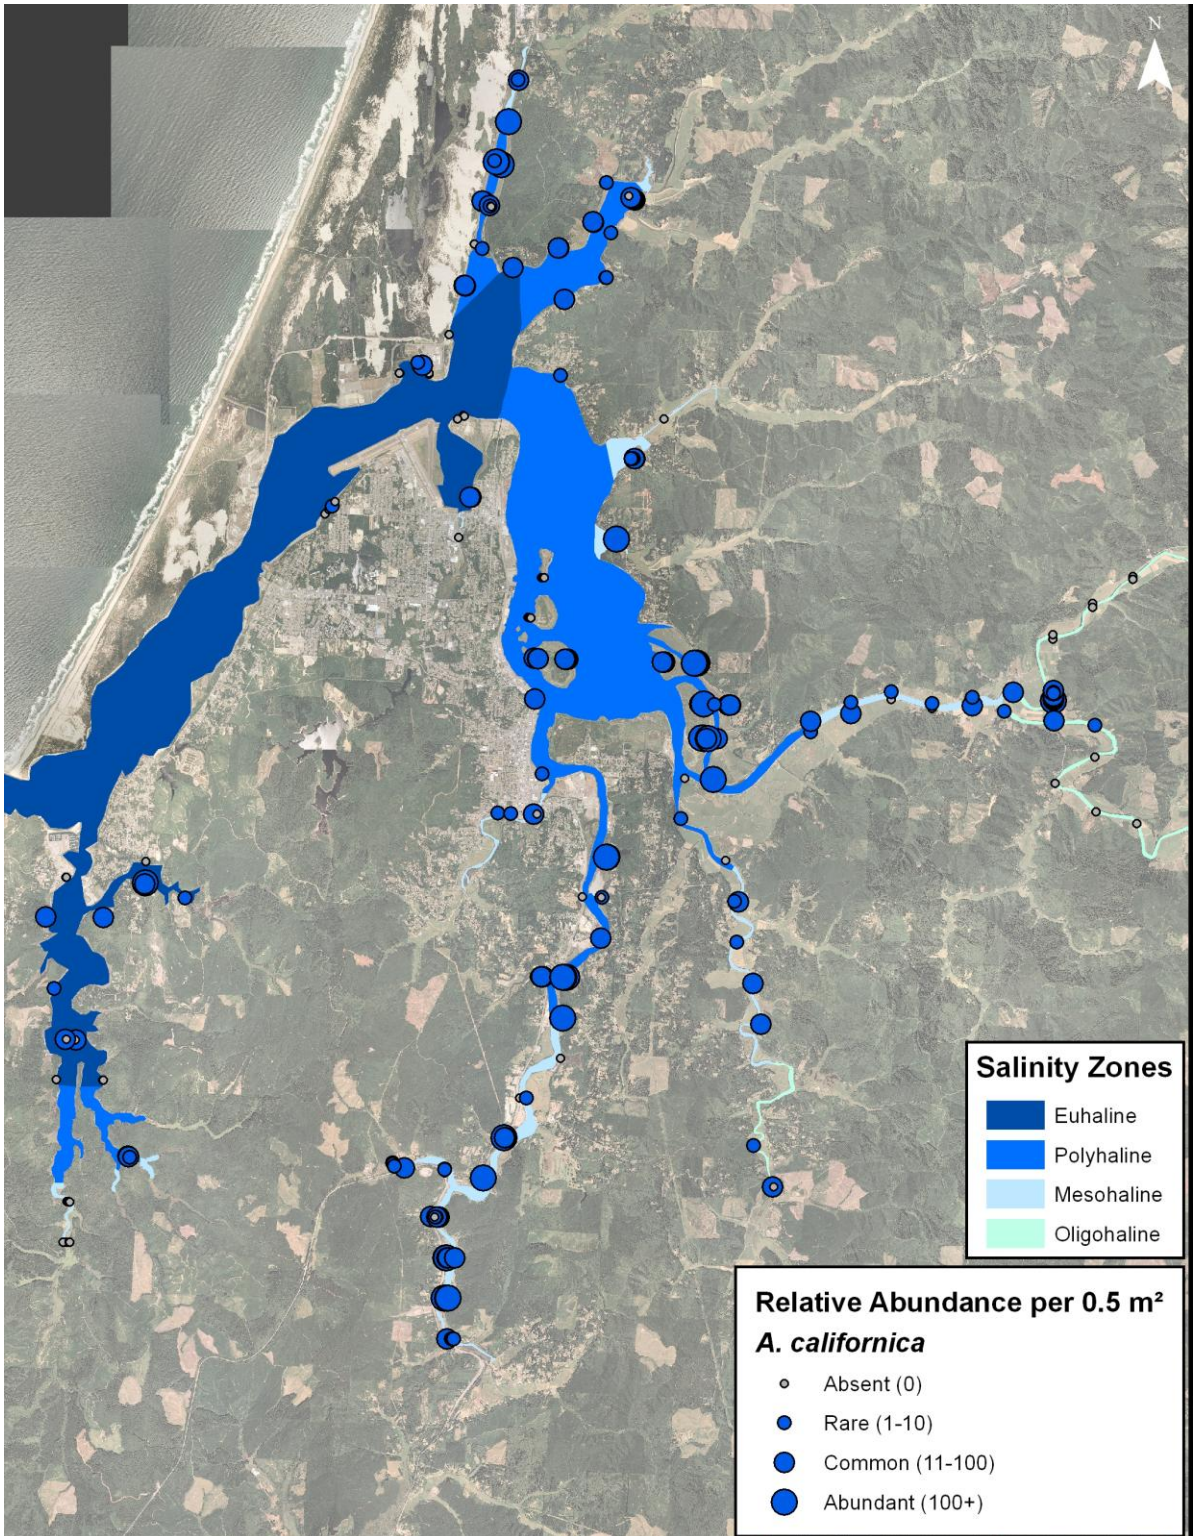 N
Salinity Zones
Euhaline
Polyhaline
Mesohaline
Oligohaline
Relative Abundance per 0.5 m²
A. californica
Absent (0)
Rare (1-10)
Common (11-100)
Abundant (100+)